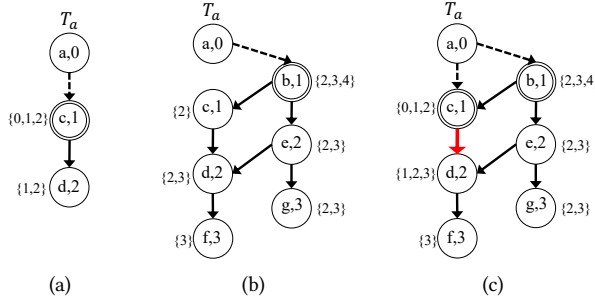 T_a
a,0
{0,1,2} c,1
{1,2} d,2
(a)
T_a
a,0
b,1 {2,3,4}
{2} c,1
e,2 {2,3}
{2,3} d,2
g,3 {2,3}
{3} f,3
(b)
T_a
a,0
b,1 {2,3,4
{0,1,2} c,1
e,2 {2,3}
{1,2,3} d,2
g,3 {2,3}
{3} f,3
(c)